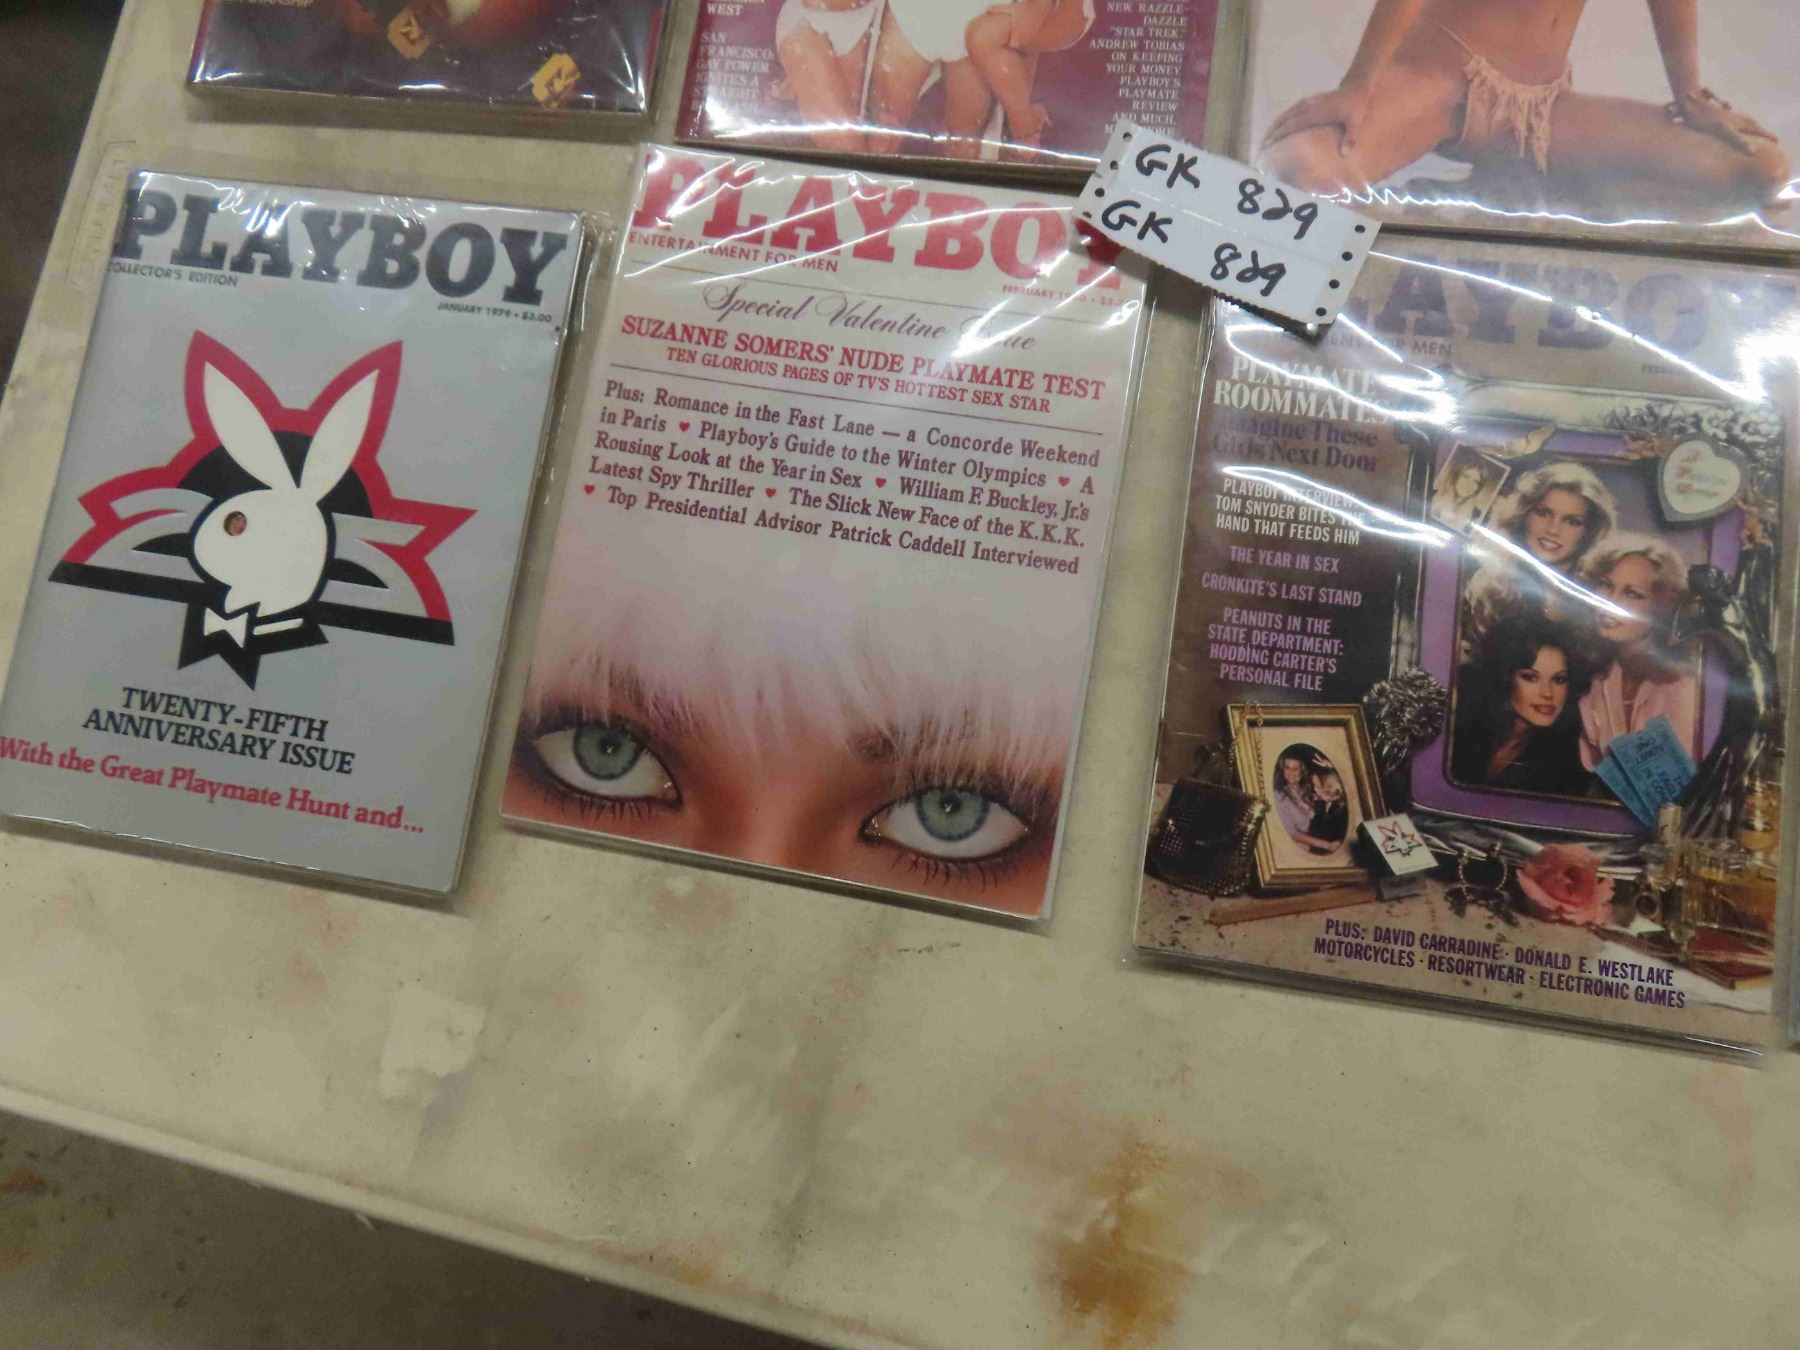 WEST
SAN
FRANCISCO:
GAY POWER
IGNITES A
STRAIGHT
NEW RAZZLE-
DAZZLE
"STAR TREK,"
ANDREW TOBIAS
ON KEEPING
YOUR MONEY,
PLAYBOY'S
PLAYMATE
REVIEW
AND MUCH,
GK 829
GK 829
PLAYBOY
COLLECTOR'S EDITION
JANUARY 1979 • $3.00
TWENTY-FIFTH
ANNIVERSARY ISSUE
With the Great Playmate Hunt and...
PLAYBOY
ENTERTAINMENT FOR MEN
FEBRUARY
Special Valentine
SUZANNE SOMERS' NUDE PLAYMATE TEST
TEN GLORIOUS PAGES OF TV'S HOTTEST SEX STAR
Plus: Romance in the Fast Lane — a Concorde Weekend
in Paris ♥ Playboy's Guide to the Winter Olympics ♥ A
Rousing Look at the Year in Sex ♥ William F. Buckley, Jr.'s
Latest Spy Thriller ♥ The Slick New Face of the K.K.K.
♥ Top Presidential Advisor Patrick Caddell Interviewed
PLAYBOY
FOR MEN
PLAYMATE
ROOMMATES
Imagine These
Girls Next Door
PLAYBOY INTERVIEW:
TOM SNYDER BITES THE
HAND THAT FEEDS HIM
THE YEAR IN SEX
CRONKITE'S LAST STAND
PEANUTS IN THE
STATE DEPARTMENT:
HODDING CARTER'S
PERSONAL FILE
PLUS: DAVID CARRADINE · DONALD E. WESTLAKE
MOTORCYCLES · RESORTWEAR · ELECTRONIC GAMES